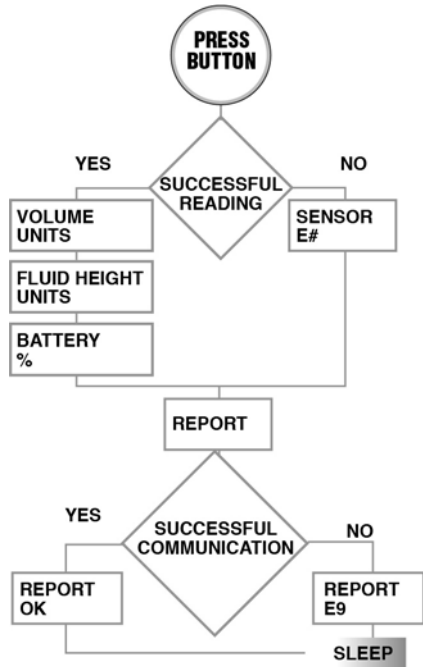 PRESS
BUTTON
YES
NO
SUCCESSFUL
READING
VOLUME
UNITS
SENSOR
E#
FLUID HEIGHT
UNITS
BATTERY
%
REPORT
YES
NO
SUCCESSFUL
COMMUNICATION
REPORT
OK
REPORT
E9
SLEEP